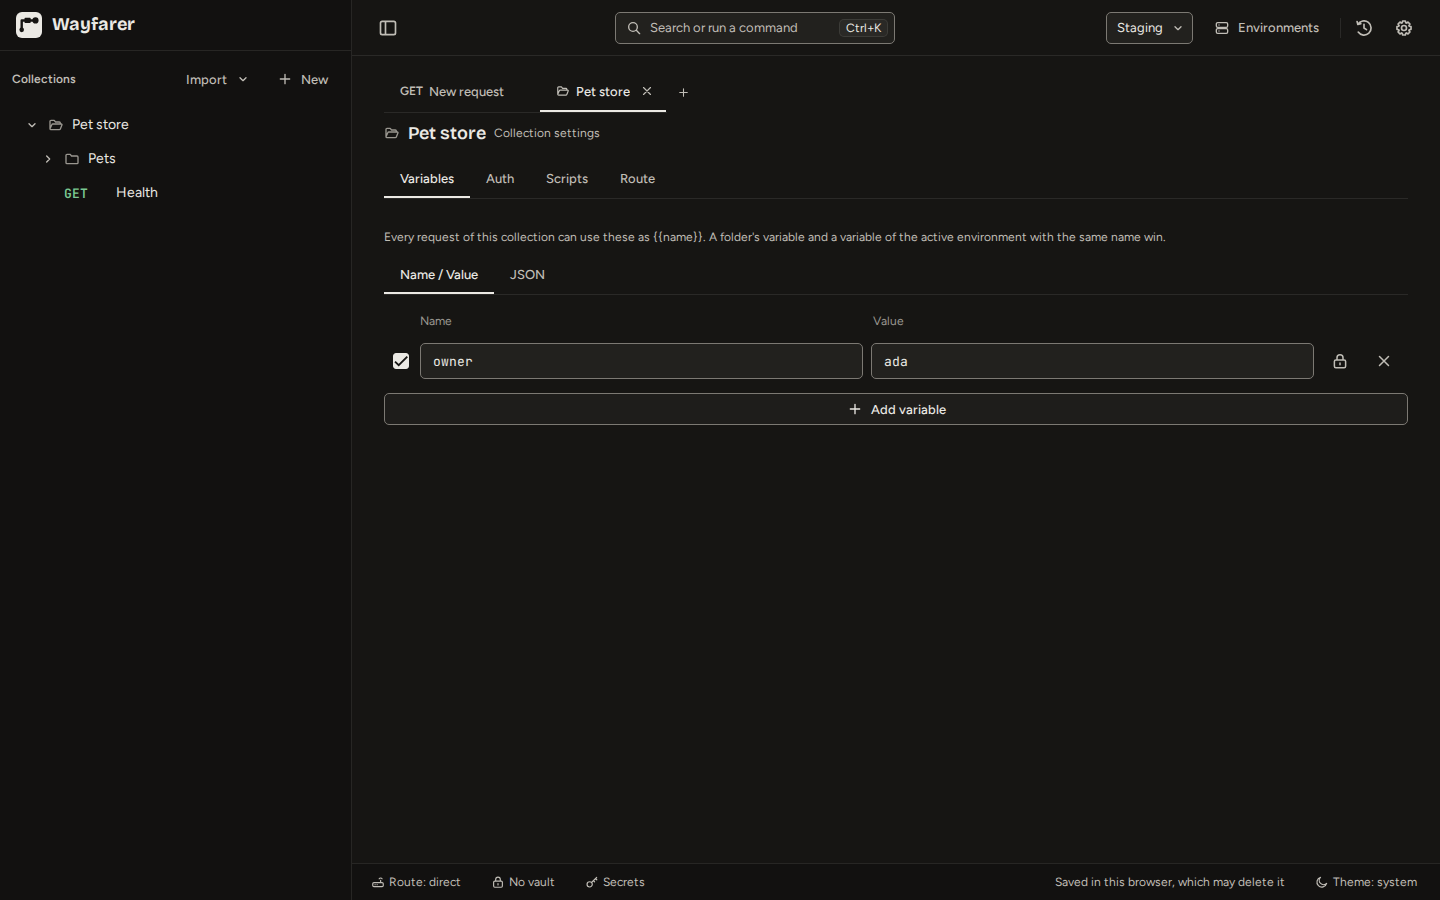 Wayfarer
Search or run a command Ctrl+K
Staging
Environments
Collections
Import
New
Pet store
Pets
GET Health
GET New request
Pet store
Pet store Collection settings
Variables Auth Scripts Route
Every request of this collection can use these as {{name}}. A folder's variable and a variable of the active environment with the same name win.
Name / Value JSON
Name Value
owner ada
Add variable
Route: direct No vault Secrets Saved in this browser, which may delete it Theme: system